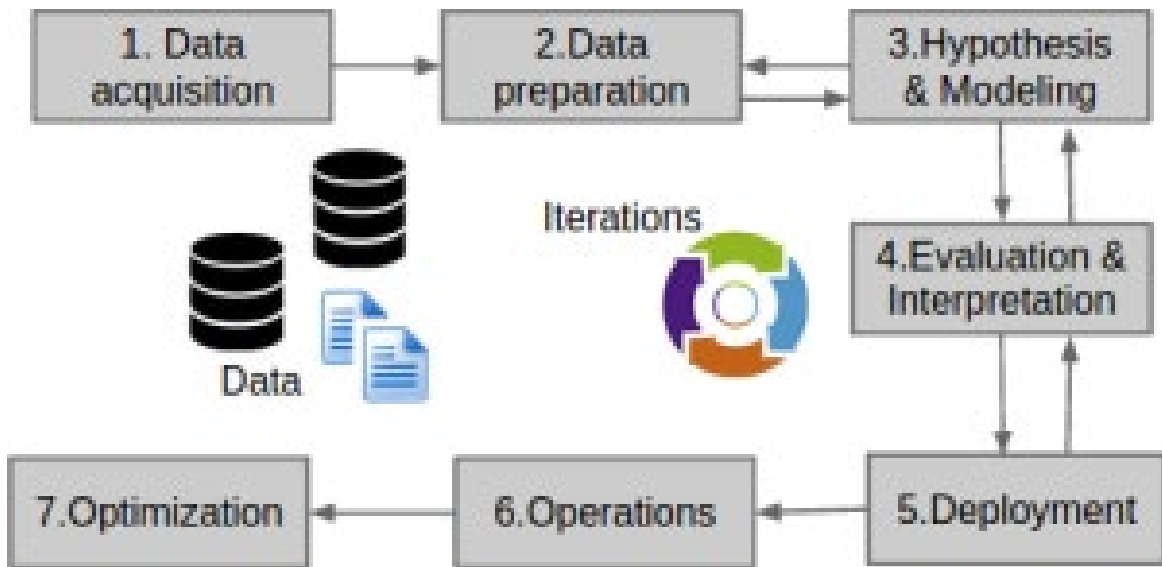 1. Data
acquisition
2.Data
preparation
3.Hypothesis
& Modeling
Iterations
4.Evaluation &
Interpretation
Data
7.Optimization
6.Operations
5.Deployment